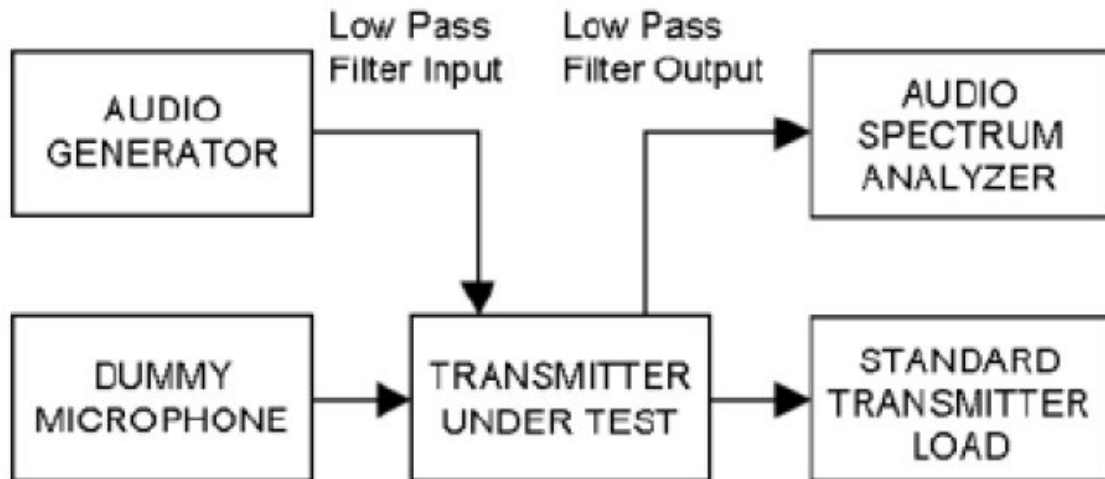 Low Pass
Filter Input
Low Pass
Filter Output
AUDIO
GENERATOR
AUDIO
SPECTRUM
ANALYZER
DUMMY
MICROPHONE
TRANSMITTER
UNDER TEST
STANDARD
TRANSMITTER
LOAD